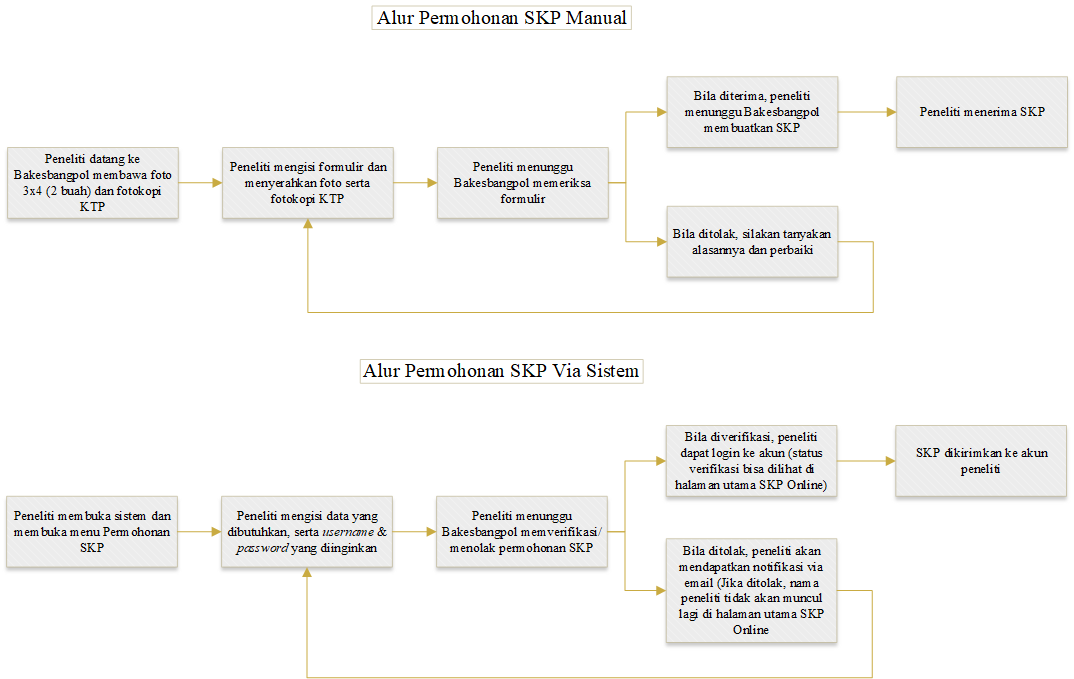 Alur Permohonan SKP Manual
Peneliti datang ke
Bakesbangpol membawa foto
3x4 (2 buah) dan fotokopi
KTP
Peneliti mengisi formulir dan
menyerahkan foto serta
fotokopi KTP
Peneliti menunggu
Bakesbangpol memeriksa
formulir
Bila diterima, peneliti
menunggu Bakesbangpol
membuatkan SKP
Peneliti menerima SKP
Bila ditolak, silakan tanyakan
alasannya dan perbaiki
Alur Permohonan SKP Via Sistem
Peneliti membuka sistem dan
membuka menu Permohonan
SKP
Peneliti mengisi data yang
dibutuhkan, serta username &
password yang diinginkan
Peneliti menunggu
Bakesbangpol memverifikasi/
menolak permohonan SKP
Bila diverifikasi, peneliti
dapat login ke akun (status
verifikasi bisa dilihat di
halaman utama SKP Online)
SKP dikirimkan ke akun
peneliti
Bila ditolak, peneliti akan
mendapatkan notifikasi via
email (Jika ditolak, nama
peneliti tidak akan muncul
lagi di halaman utama SKP
Online